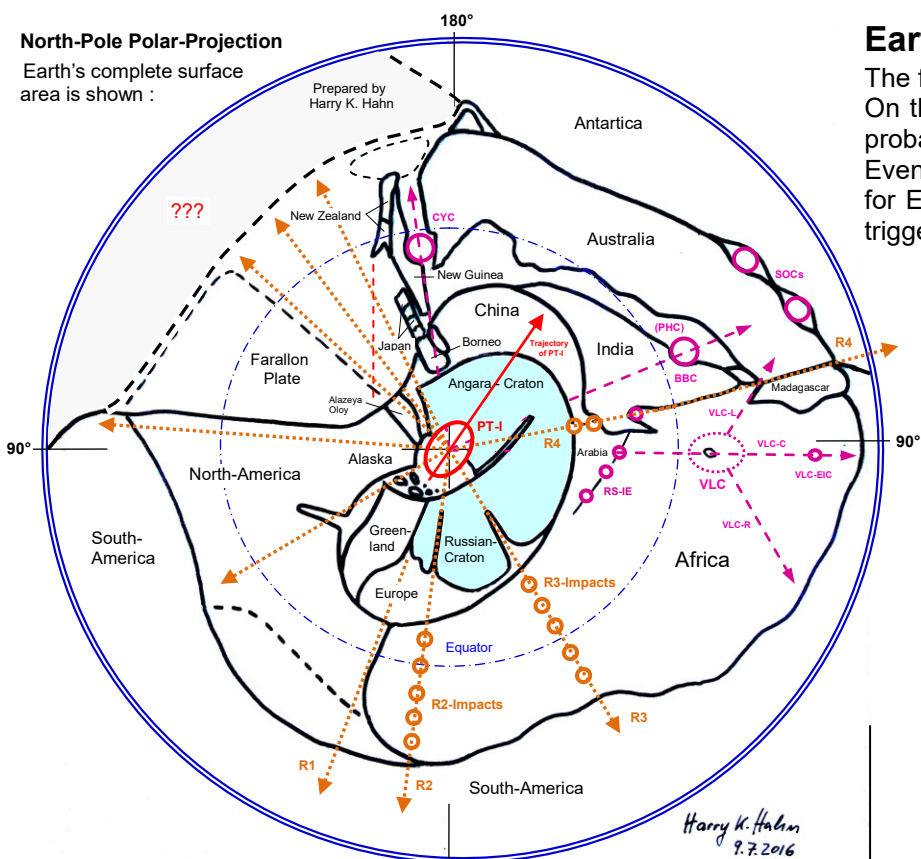 180°
North-Pole Polar-Projection
Earth's complete surface
area is shown :
Prepared by
Harry K. Hahn
Ear
The f
On th
proba
Even
for E
trigge
Antartica
???
New Zealand
CYC
Australia
SOCs
New Guinea
China
(PHC)
Japan
Borneo
Trajectory
of PT-I
India
BBC
R4
Farallon
Plate
Angara - Craton
Madagascar
Alazeya
Oloy
PT-I
VLC-L
90°
North-America
Alaska
R4
Arabia
VLC-C
90°
VLC-EIC
VLC
RS-IE
South-
America
Green-
land
Russian-
Craton
VLC-R
Africa
Europe
R3-Impacts
Equator
R2-Impacts
R3
R1
R2
South-America
Harry K. Hahn
9.7.2016